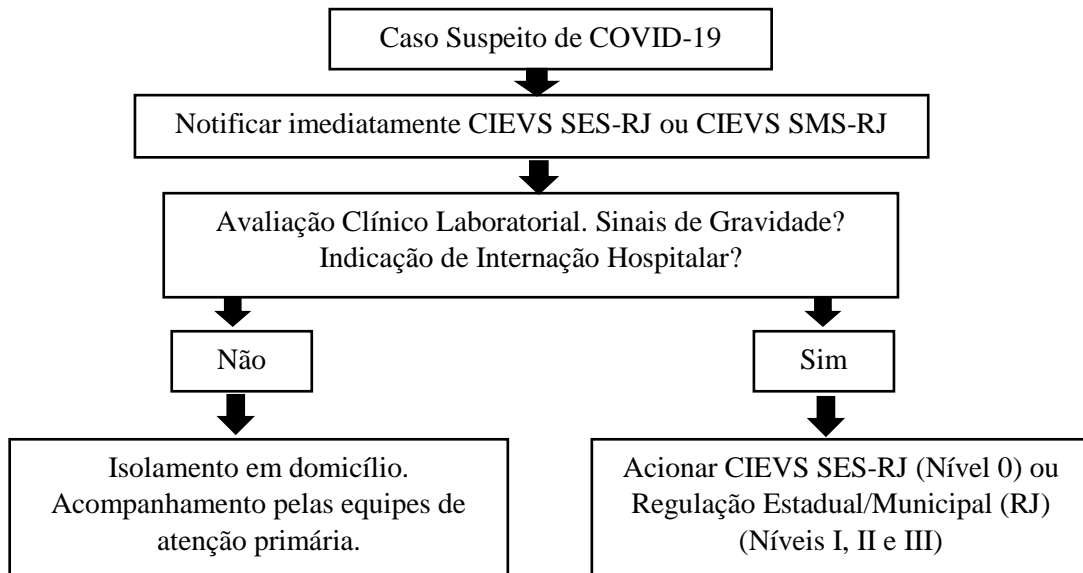 Caso Suspeito de COVID-19
Notificar imediatamente CIEVS SES-RJ ou CIEVS SMS-RJ
Avaliação Clínico Laboratorial. Sinais de Gravidade?
Indicação de Internação Hospitalar?
Não
Sim
Isolamento em domicílio.
Acompanhamento pelas equipes de
atenção primária.
Acionar CIEVS SES-RJ (Nível 0) ou
Regulação Estadual/Municipal (RJ)
(Níveis I, II e III)